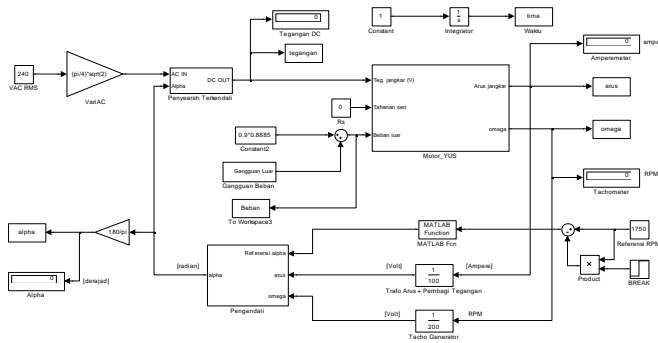 0
Tegangan DC
tegangan
1
Constant
1
s
Integrator
time
Waktu
0
Amperemeter
ampe
240
VAC RMS
(pi/4)*sqrt(2)
VariAC
AC IN
Alpha
DC OUT
Penyearah Terkendali
Teg. jangkar (V)
Tahanan seri
Beban luar
Arus jangkar
omega
Motor_YUS
arus
omega
0
Rs
0.9*0.8885
Constant2
Gangguan Luar
Gangguan Beban
Beban
To Workspace3
0
Tachometer
RPM
alpha
180/pi
0
Alpha
[derajad]
[radian]
Referensi alpha
alpha
arus
omega
Pengendali
MATLAB
Function
MATLAB Fcn
1750
Referensi RPM
×
Product
BREAK
[Volt]
1
100
[Ampere]
Trafo Arus + Pembagi Tegangan
[Volt]
1
200
RPM
Tacho Generator